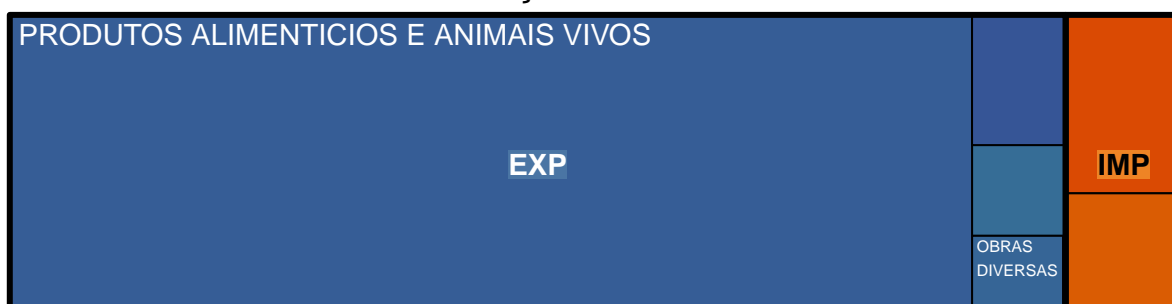 PRODUTOS ALIMENTICIOS E ANIMAIS VIVOS
EXP
IMP
OBRAS
DIVERSAS